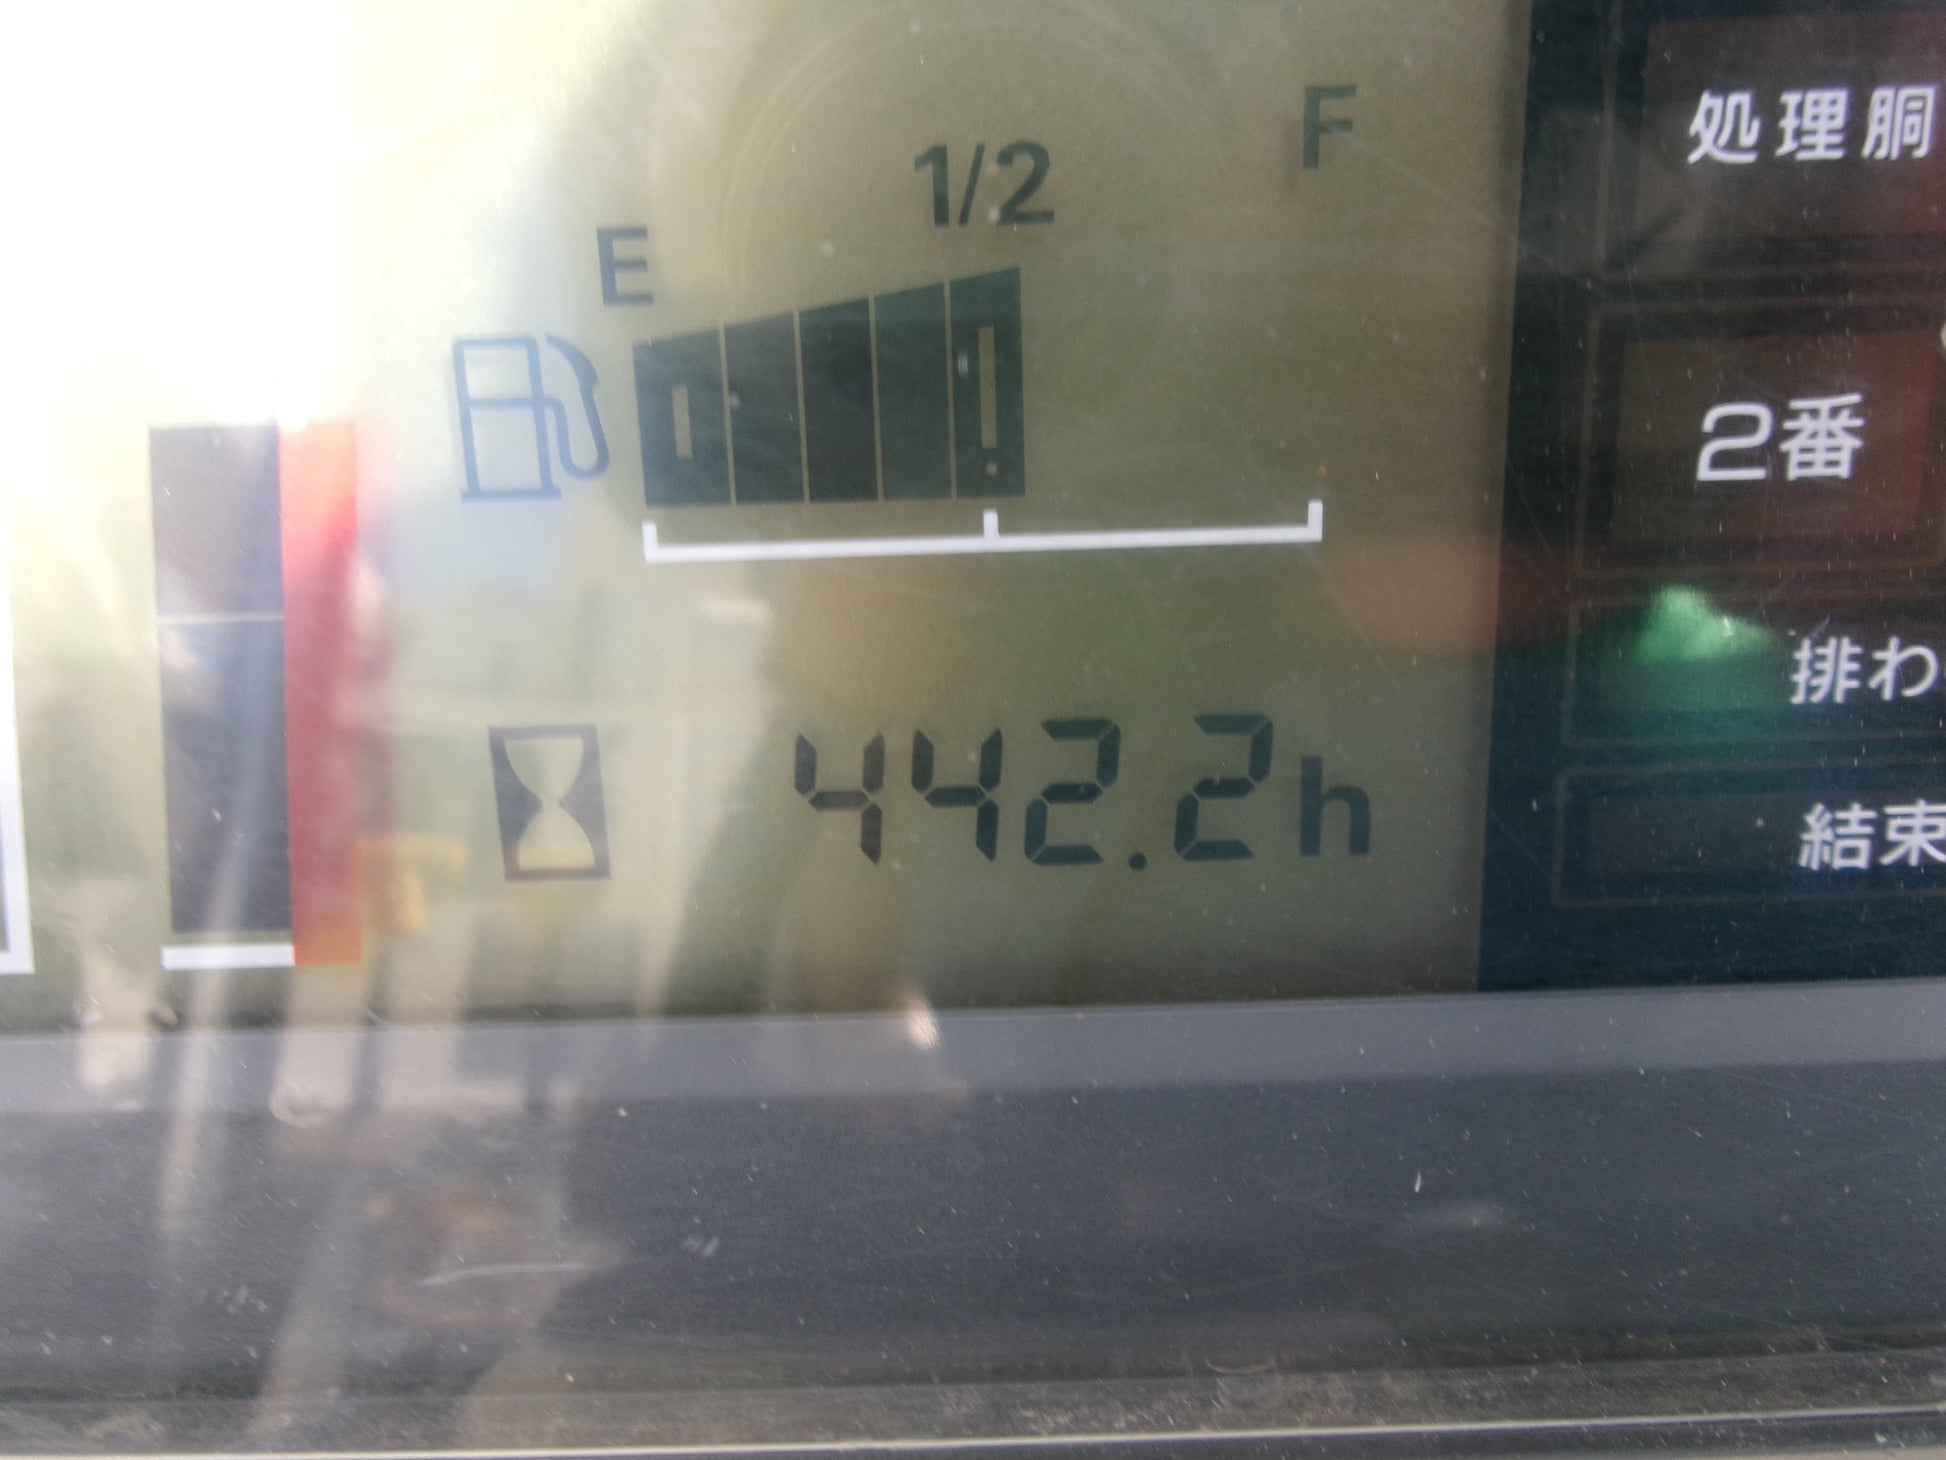 E 1/2 F
442.2h
処理胴
2番
排わ
結束